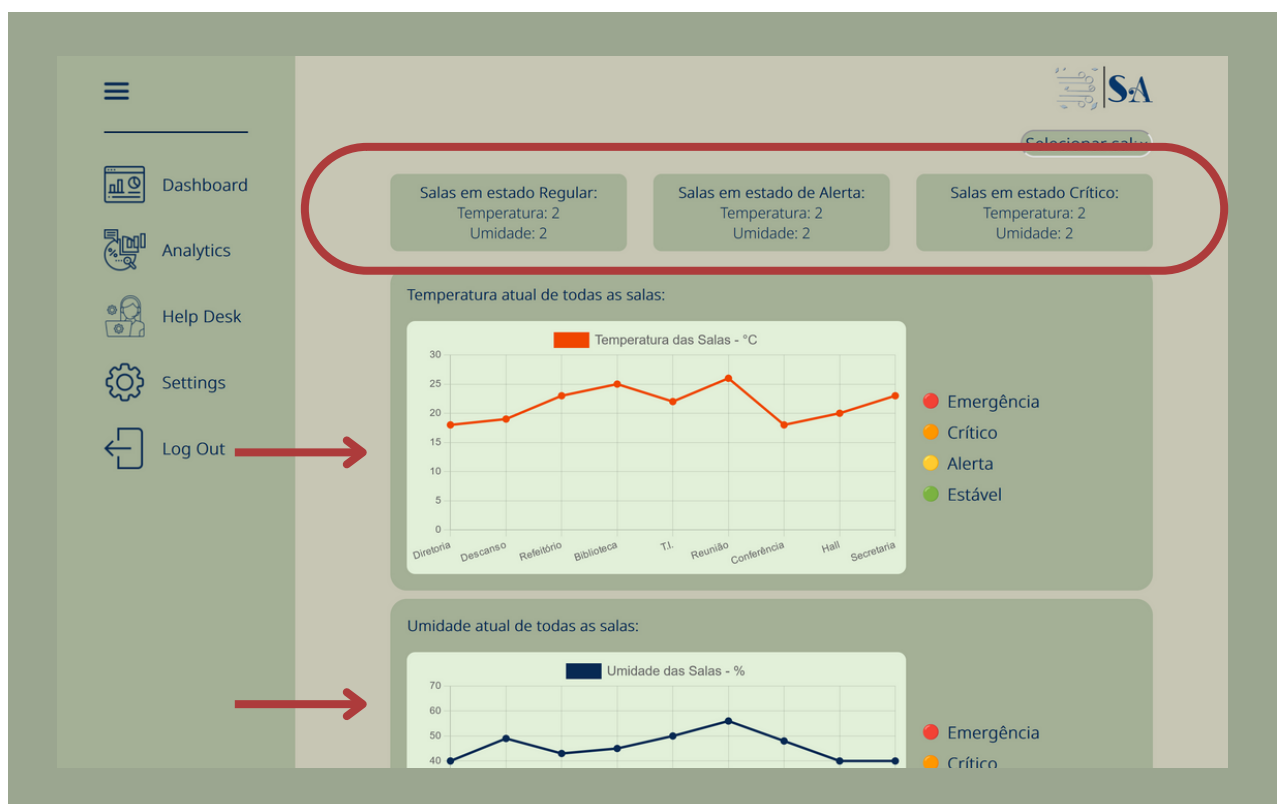 SA
Selecionar sal
Dashboard
Analytics
Help Desk
Settings
Log Out
Salas em estado Regular:
Temperatura: 2
Umidade: 2
Salas em estado de Alerta:
Temperatura: 2
Umidade: 2
Salas em estado Crítico:
Temperatura: 2
Umidade: 2
Temperatura atual de todas as salas:
Temperatura das Salas - °C
30
25
20
15
10
5
0
Diretoria
Descanso
Refeitório
Biblioteca
T.I.
Reunião
Conferência
Hall
Secretaria
Emergência
Crítico
Alerta
Estável
Umidade atual de todas as salas:
Umidade das Salas - %
70
60
50
40
Emergência
Crítico